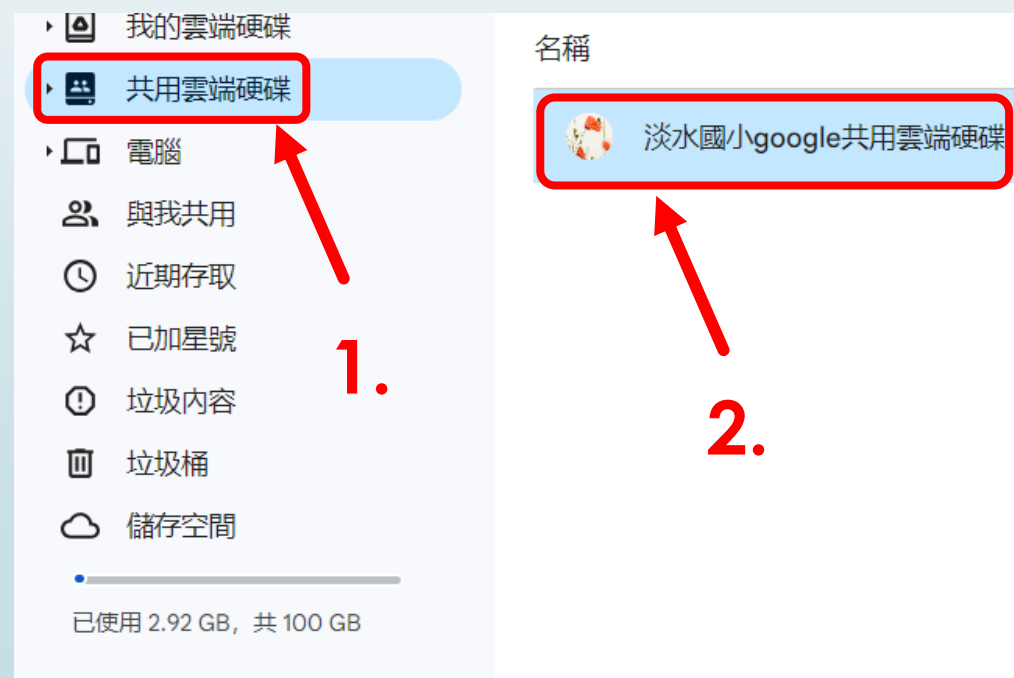 我的雲端硬碟
共用雲端硬碟
電腦
與我共用
近期存取
已加星號
垃圾內容
垃圾桶
儲存空間
已使用 2.92 GB，共 100 GB
1.
名稱
淡水國小google共用雲端硬碟
2.